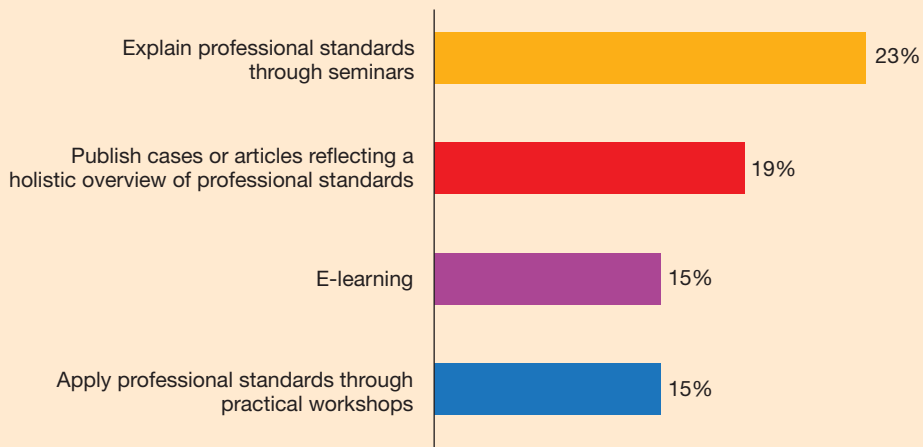 Explain professional standards
through seminars
23%
Publish cases or articles reflecting a
holistic overview of professional standards
19%
E-learning
15%
Apply professional standards through
practical workshops
15%